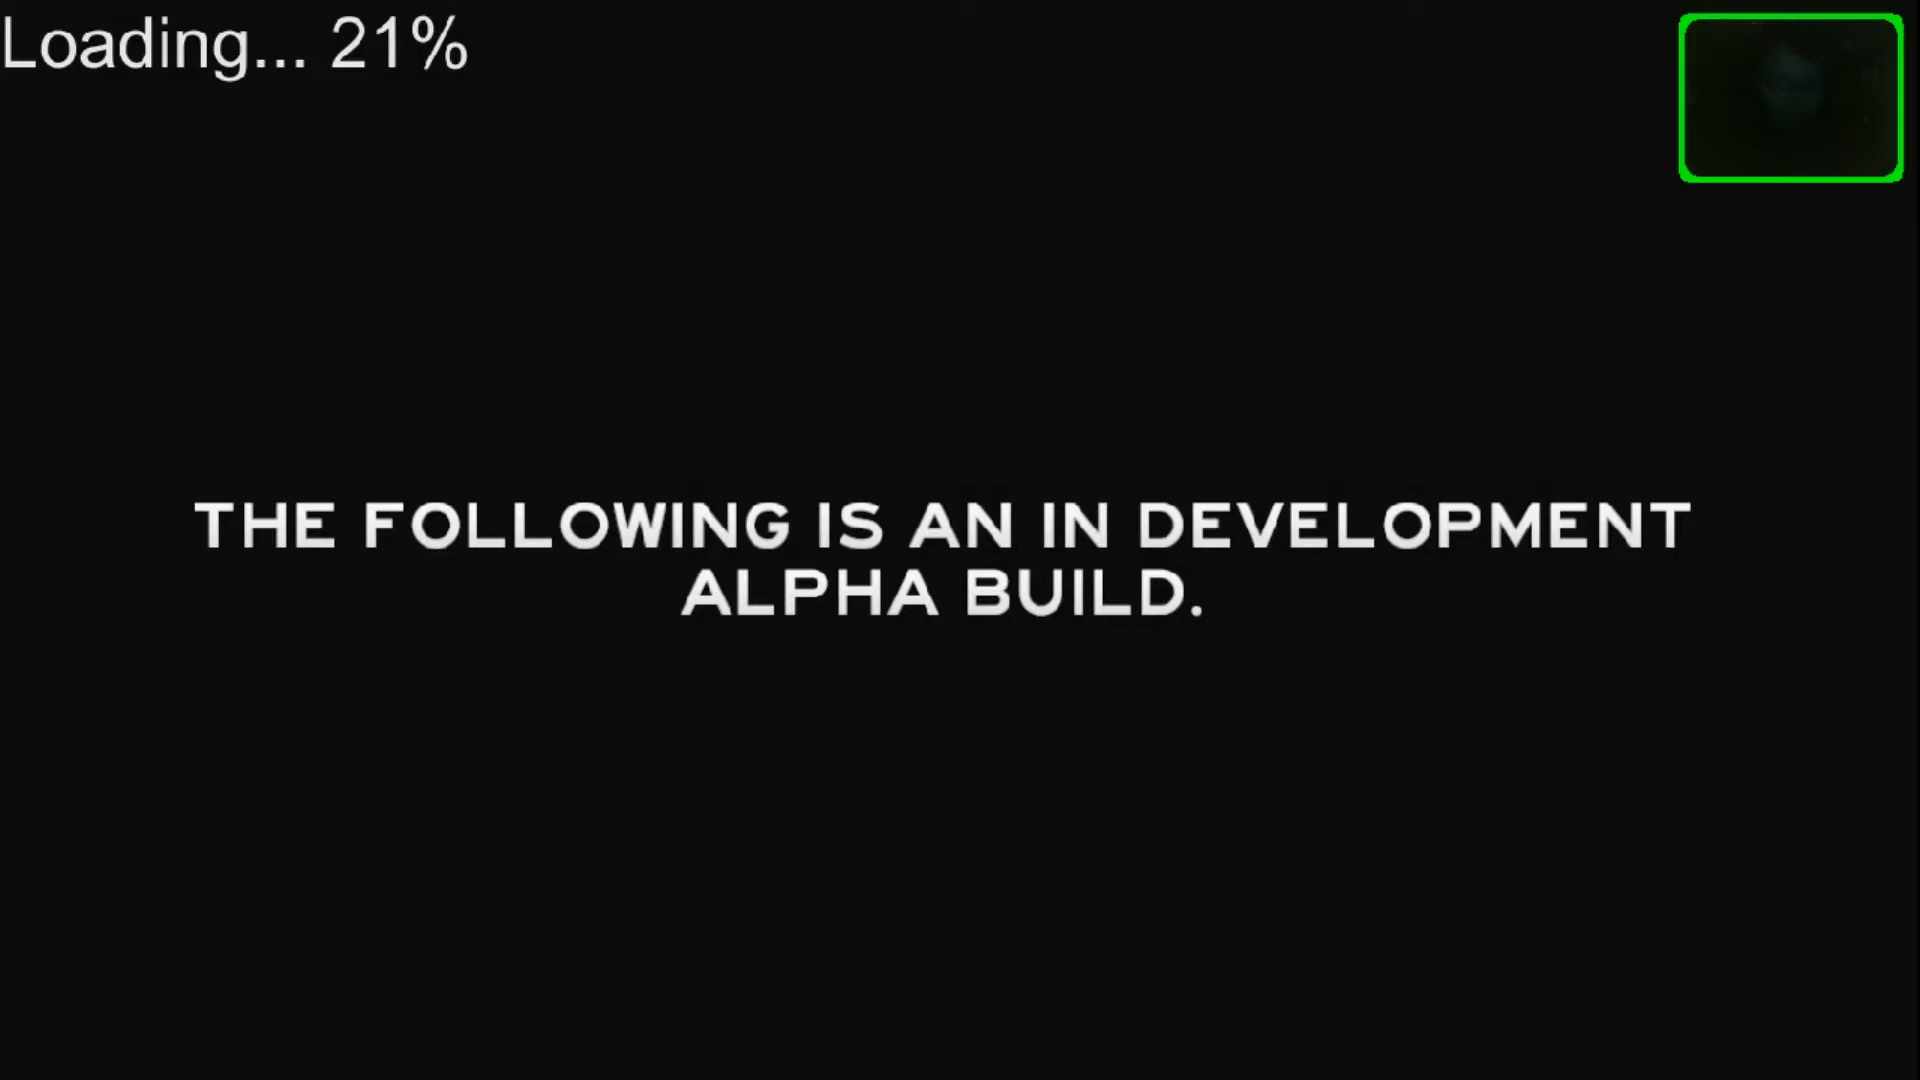 Loading... 21%
THE FOLLOWING IS AN IN DEVELOPMENT
ALPHA BUILD.